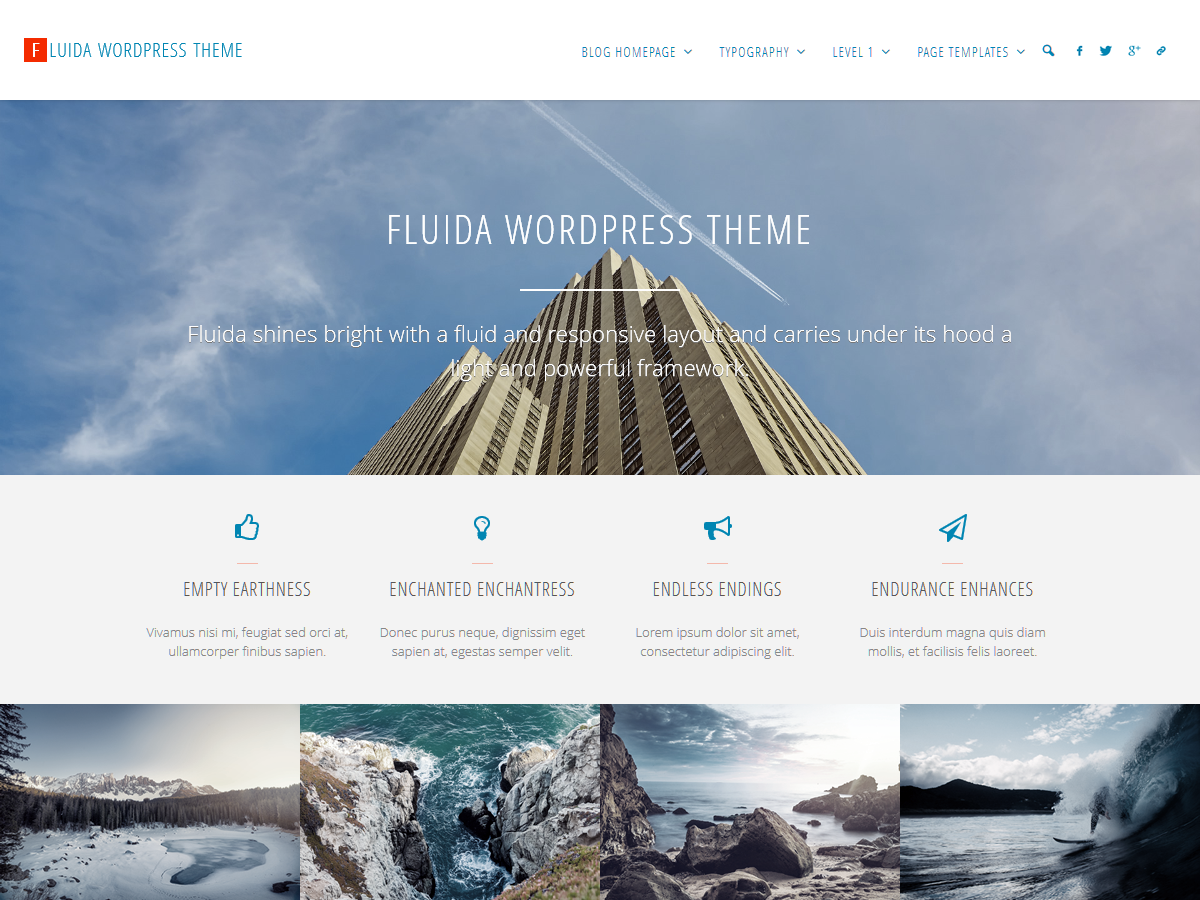 FLUIDA WORDPRESS THEME
BLOG HOMEPAGE TYPOGRAPHY LEVEL 1 PAGE TEMPLATES
FLUIDA WORDPRESS THEME
Fluida shines bright with a fluid and responsive layout and carries under its hood a
light and powerful framework.
EMPTY EARTHNESS
Vivamus nisi mi, feugiat sed orci at,
ullamcorper finibus sapien.
ENCHANTED ENCHANTRESS
Donec purus neque, dignissim eget
sapien at, egestas semper velit.
ENDLESS ENDINGS
Lorem ipsum dolor sit amet,
consectetur adipiscing elit.
ENDURANCE ENHANCES
Duis interdum magna quis diam
mollis, et facilisis felis laoreet.